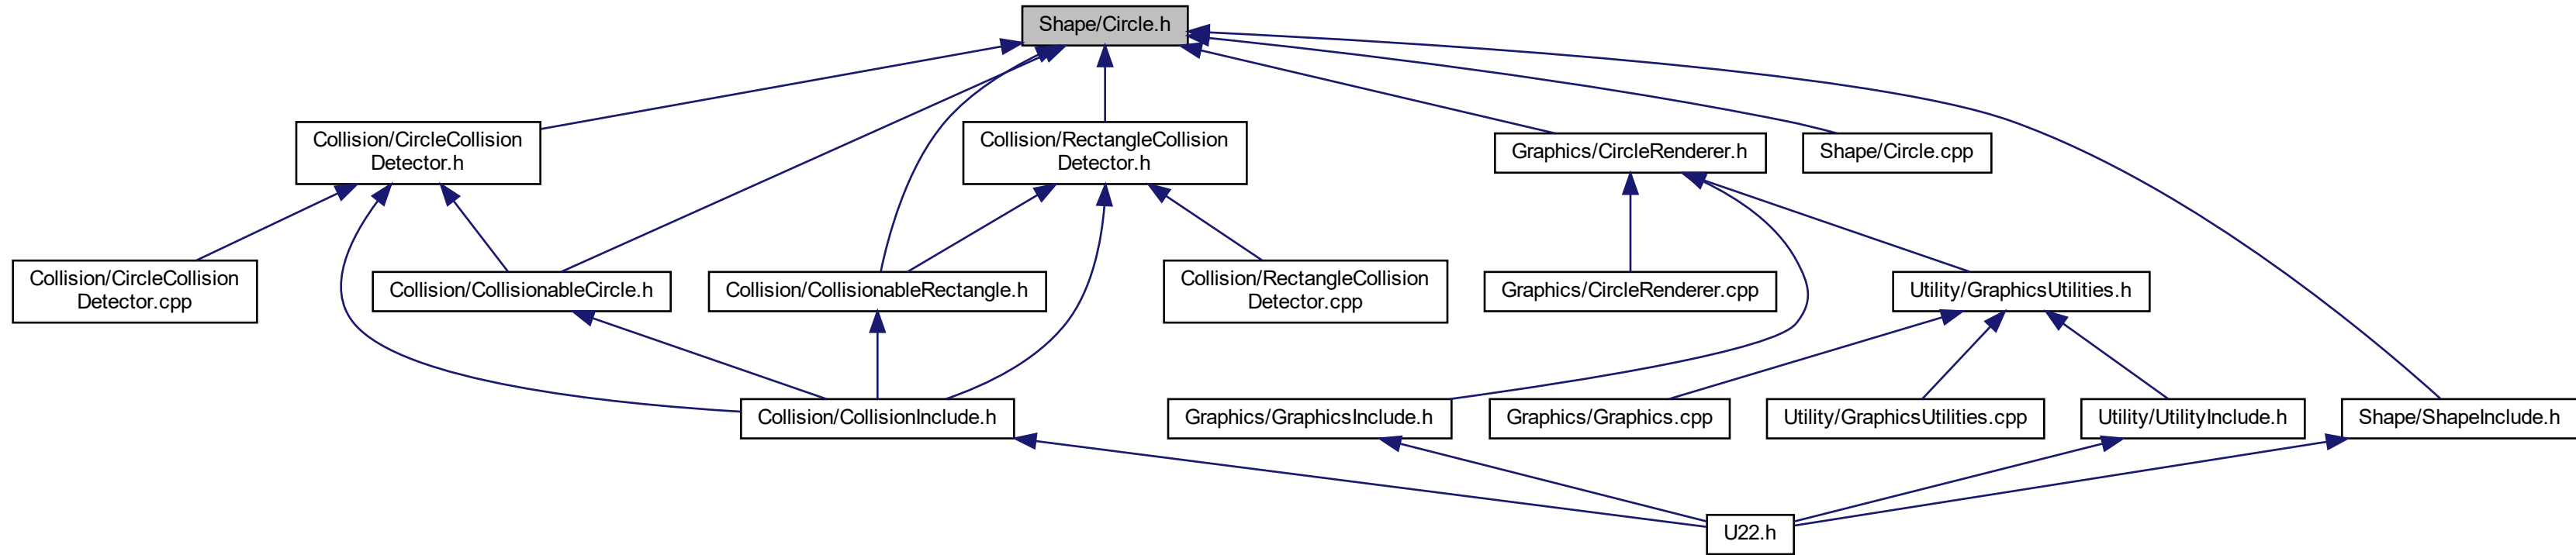 Shape/Circle.h
Collision/CircleCollision
Detector.h
Collision/RectangleCollision
Detector.h
Graphics/CircleRenderer.h
Shape/Circle.cpp
Collision/CircleCollision
Detector.cpp
Collision/CollisionableCircle.h
Collision/CollisionableRectangle.h
Collision/RectangleCollision
Detector.cpp
Graphics/CircleRenderer.cpp
Utility/GraphicsUtilities.h
Collision/CollisionInclude.h
Graphics/GraphicsInclude.h
Graphics/Graphics.cpp
Utility/GraphicsUtilities.cpp
Utility/UtilityInclude.h
Shape/ShapeInclude.h
U22.h